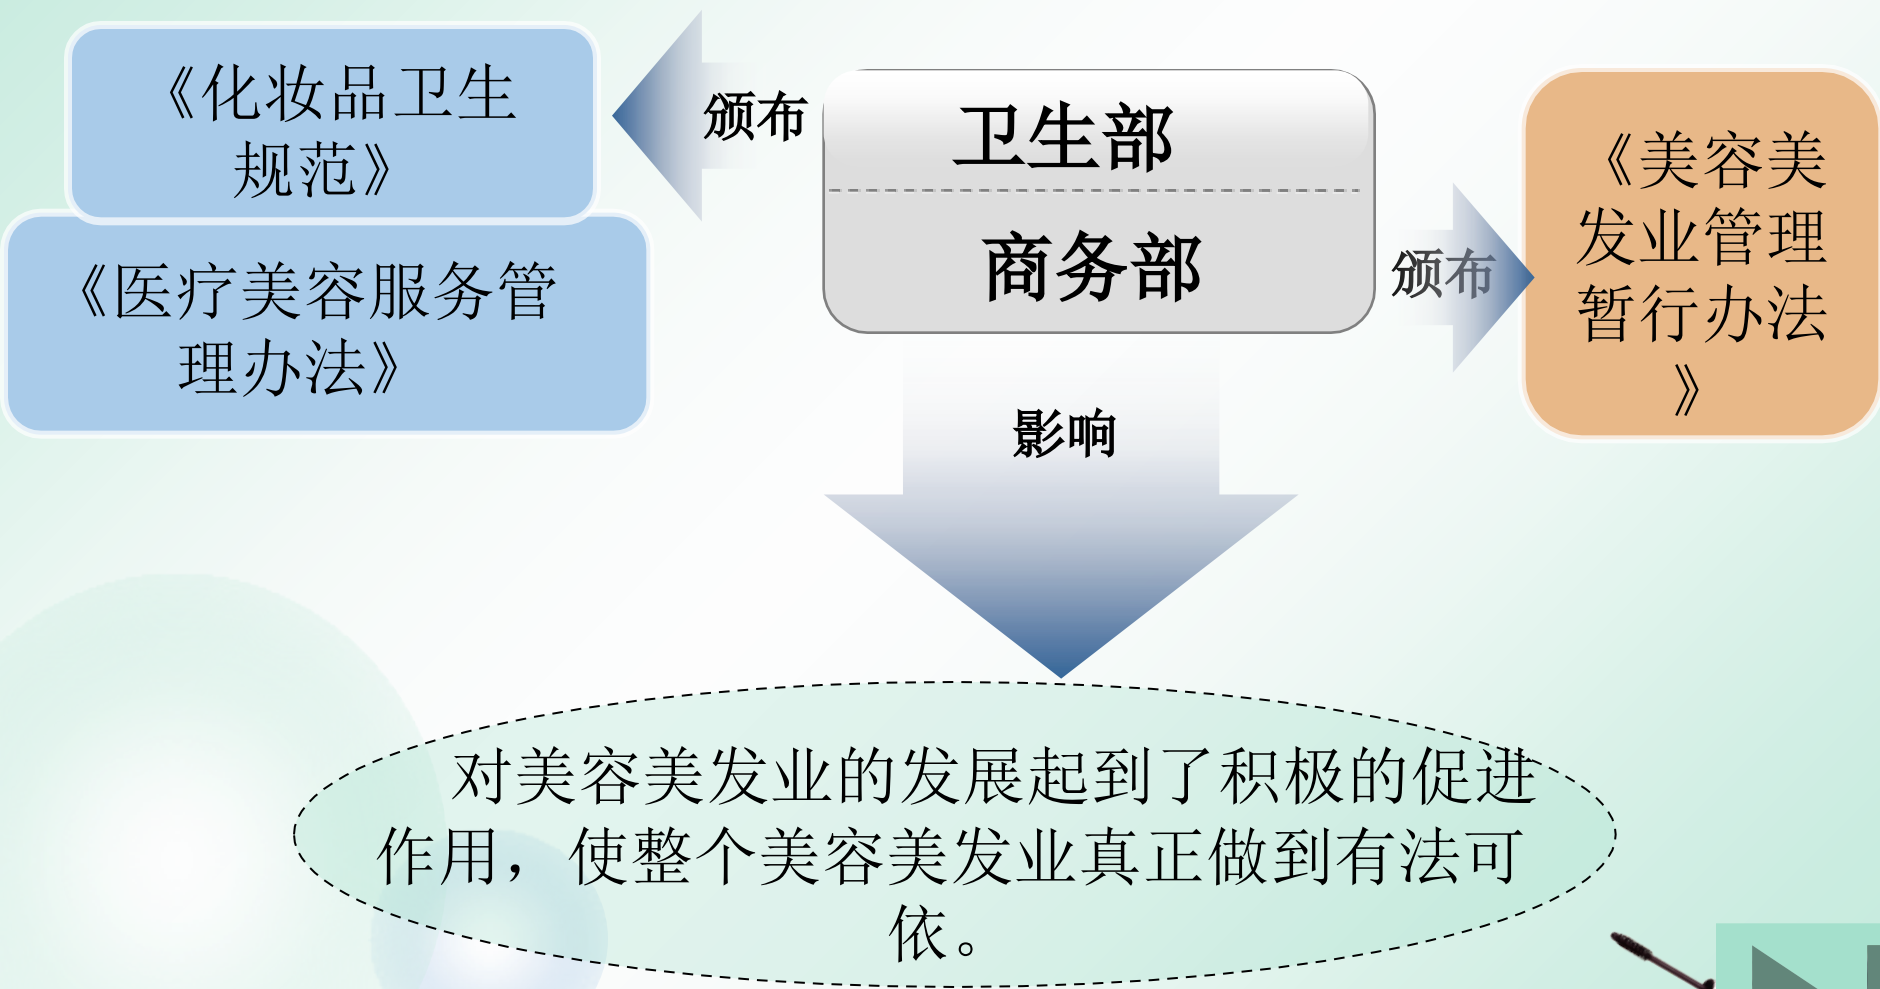 《化妆品卫生
规范》
《医疗美容服务管
理办法》
颁布
卫生部
商务部
颁布
《美容美
发业管理
暂行办法
》
影响
对美容美发业的发展起到了积极的促进
作用，使整个美容美发业真正做到有法可
依。